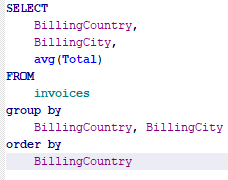 SELECT
BillingCountry,
BillingCity,
avg(Total)
FROM
invoices
group by
BillingCountry, BillingCity
order by
BillingCountry